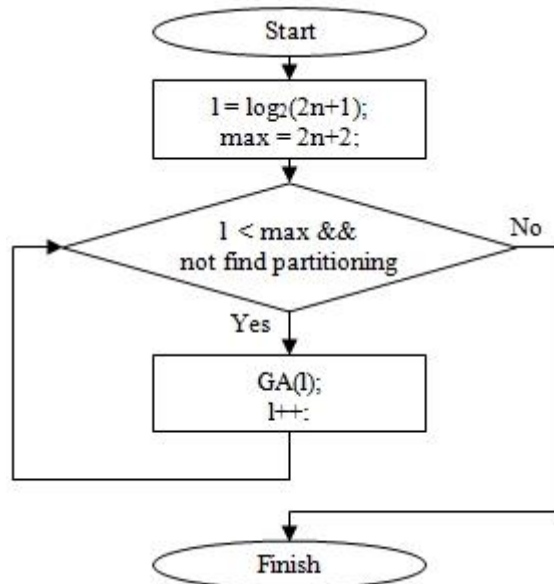 Start
l = log₂(2n+1);
max = 2n+2;
l < max &&
not find partitioning
No
Yes
GA(l);
l++;
Finish